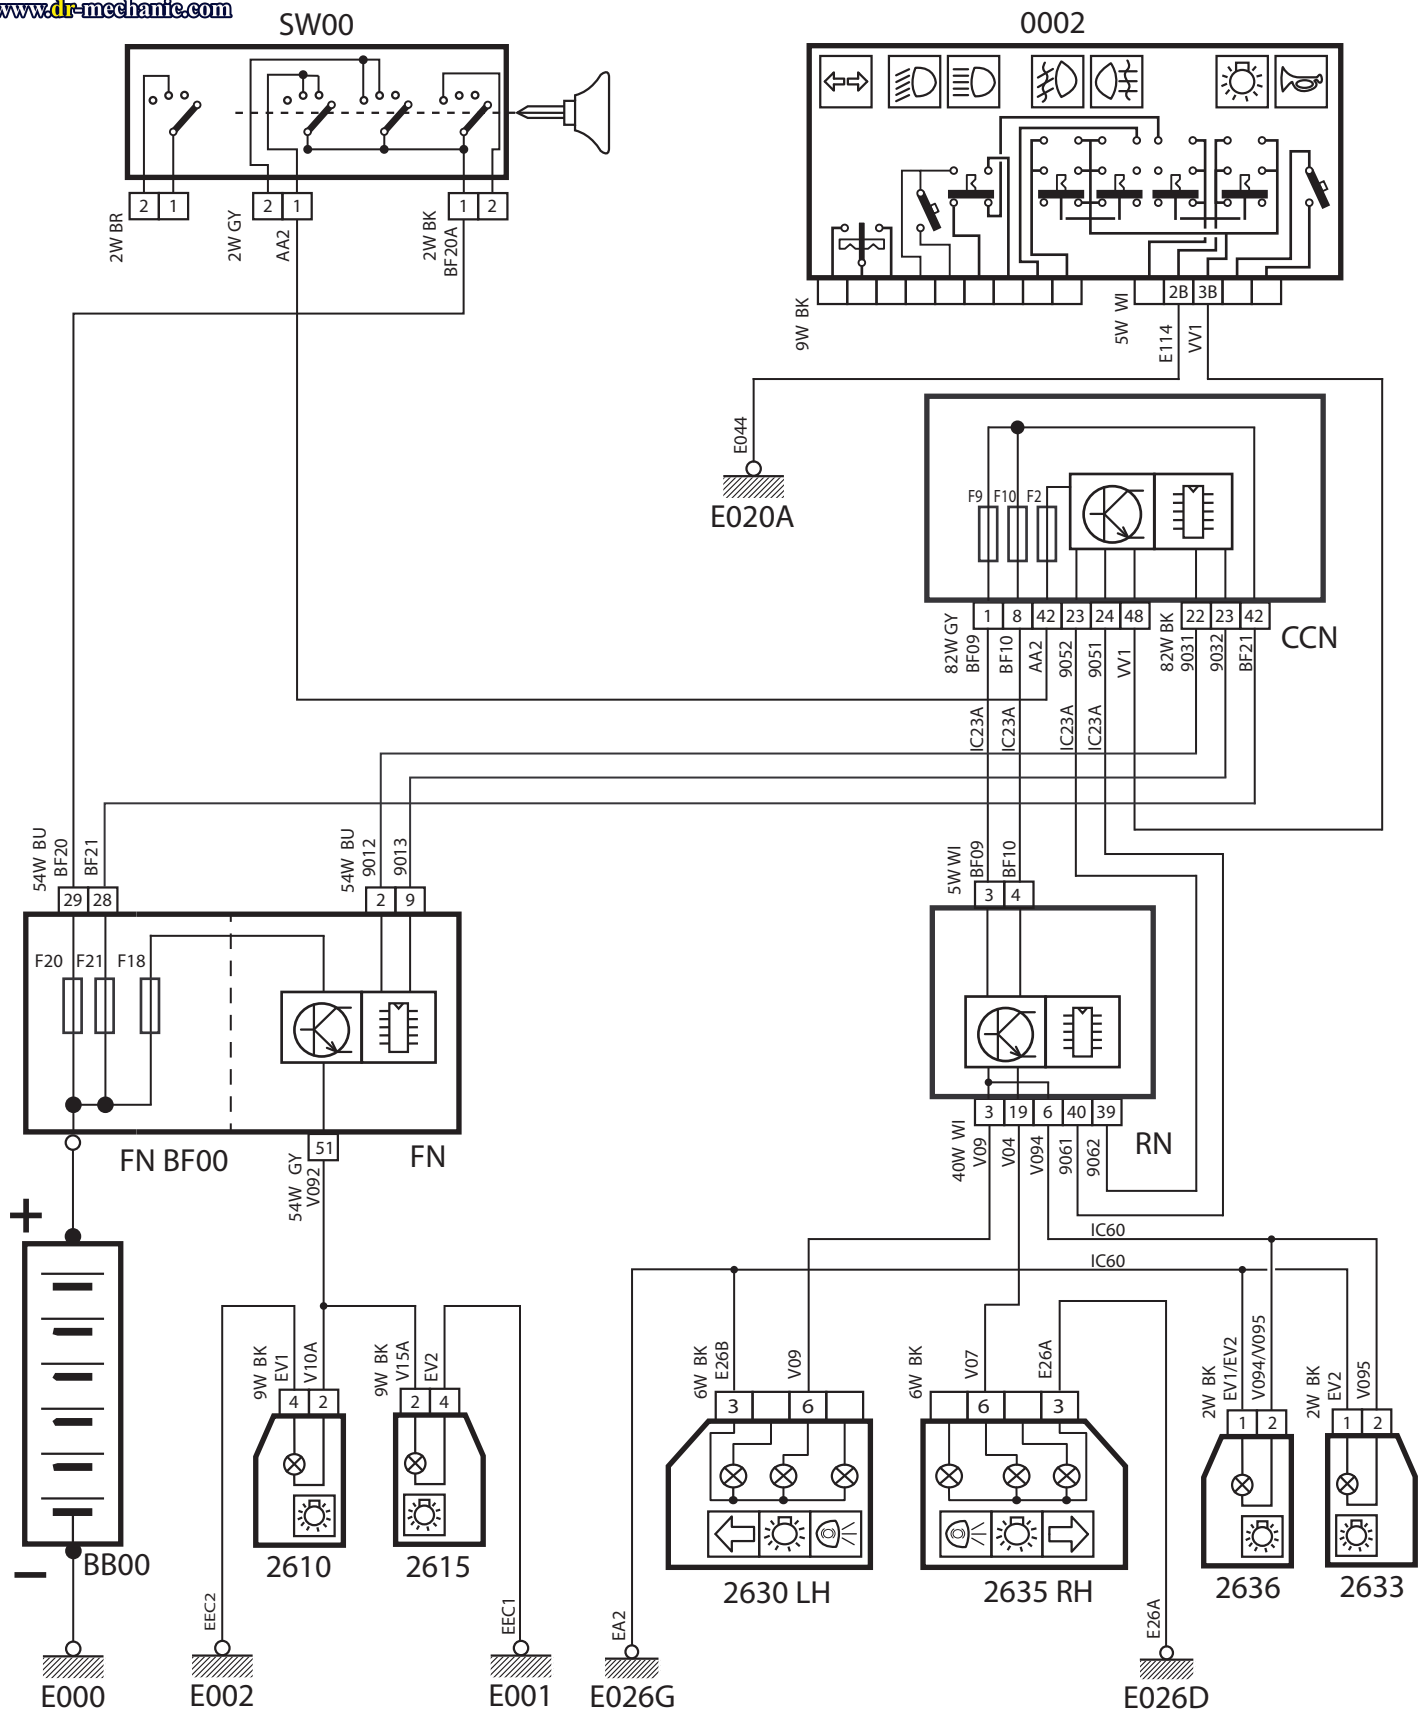 www.dr-mechanic.com
SW00
0002
2 1 2 1 1 2
2W BR
2W GY
AA2
2W BK
BF20A
9W BK
5W WI
2B 3B
E114
VV1
E044
E020A
F9 F10 F2
1 8 42 23 24 48 22 23 42
CCN
82W GY
BF09
BF10
AA2
9052
9051
VV1
82W BK
9031
9032
BF21
IC23A
IC23A
IC23A
IC23A
54W BU
BF20
BF21
54W BU
9012
9013
5W WI
BF09
BF10
29 28 2 9
3 4
F20 F21 F18
3 19 6 40 39
FN BF00
FN
RN
51
54W GY
V092
40W WI
V09
V04
V094
9061
9062
+
IC60
IC60
9W BK
EV1
V10A
9W BK
V15A
EV2
6W BK
E26B
V09
6W BK
V07
E26A
2W BK
EV1/EV2
V094/V095
2W BK
EV2
V095
4 2 2 4
3 6 6 3
1 2 1 2
−
BB00
2610
2615
2630 LH
2635 RH
2636
2633
EEC2
EEC1
EA2
E26A
E000
E002
E001
E026G
E026D